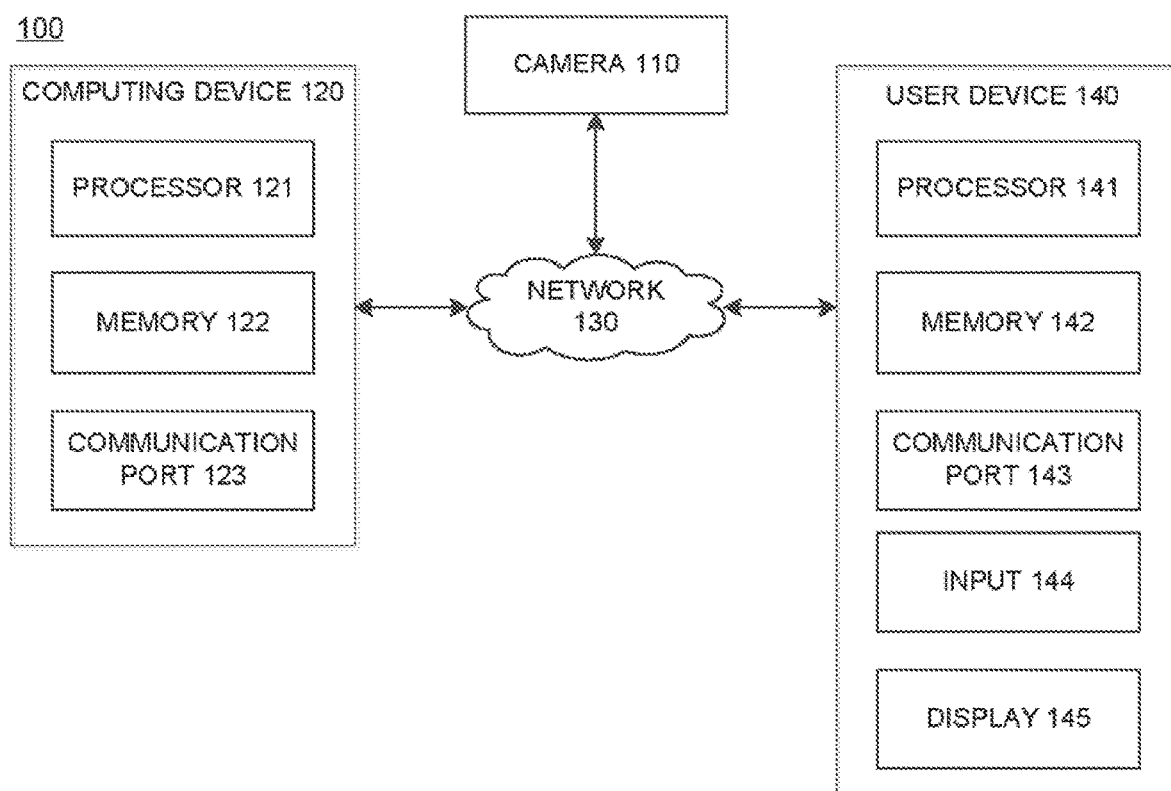 100
CAMERA 110
COMPUTING DEVICE 120
PROCESSOR 121
MEMORY 122
COMMUNICATION
PORT 123
NETWORK
130
USER DEVICE 140
PROCESSOR 141
MEMORY 142
COMMUNICATION
PORT 143
INPUT 144
DISPLAY 145